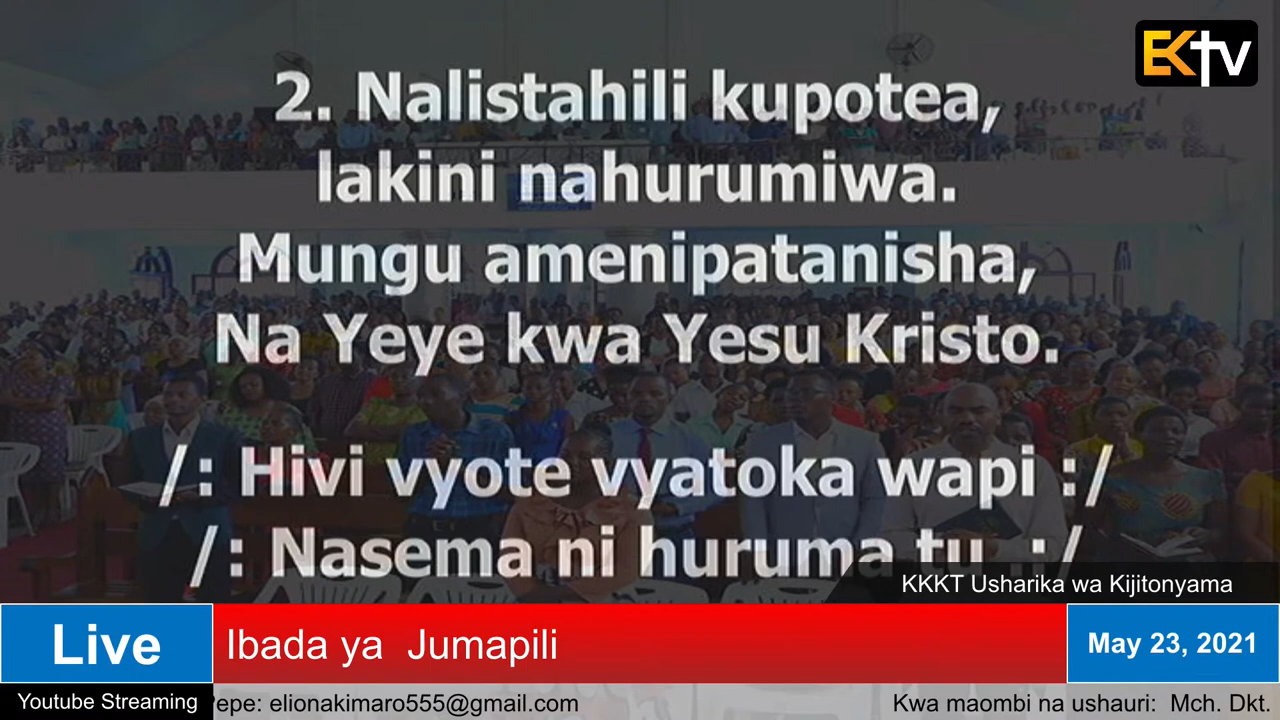 EKtv
2. Nalistahili kupotea,
lakini nahurumiwa.
Mungu amenipatanisha,
Na Yeye kwa Yesu Kristo.
/: Hivi vyote vyatoka wapi :/
/: Nasema ni huruma tu. :/
KKKT Usharika wa Kijitonyama
Live
Ibada ya Jumapili
May 23, 2021
Youtube Streaming
epe: elionakimaro555@gmail.com
Kwa maombi na ushauri: Mch. Dkt.